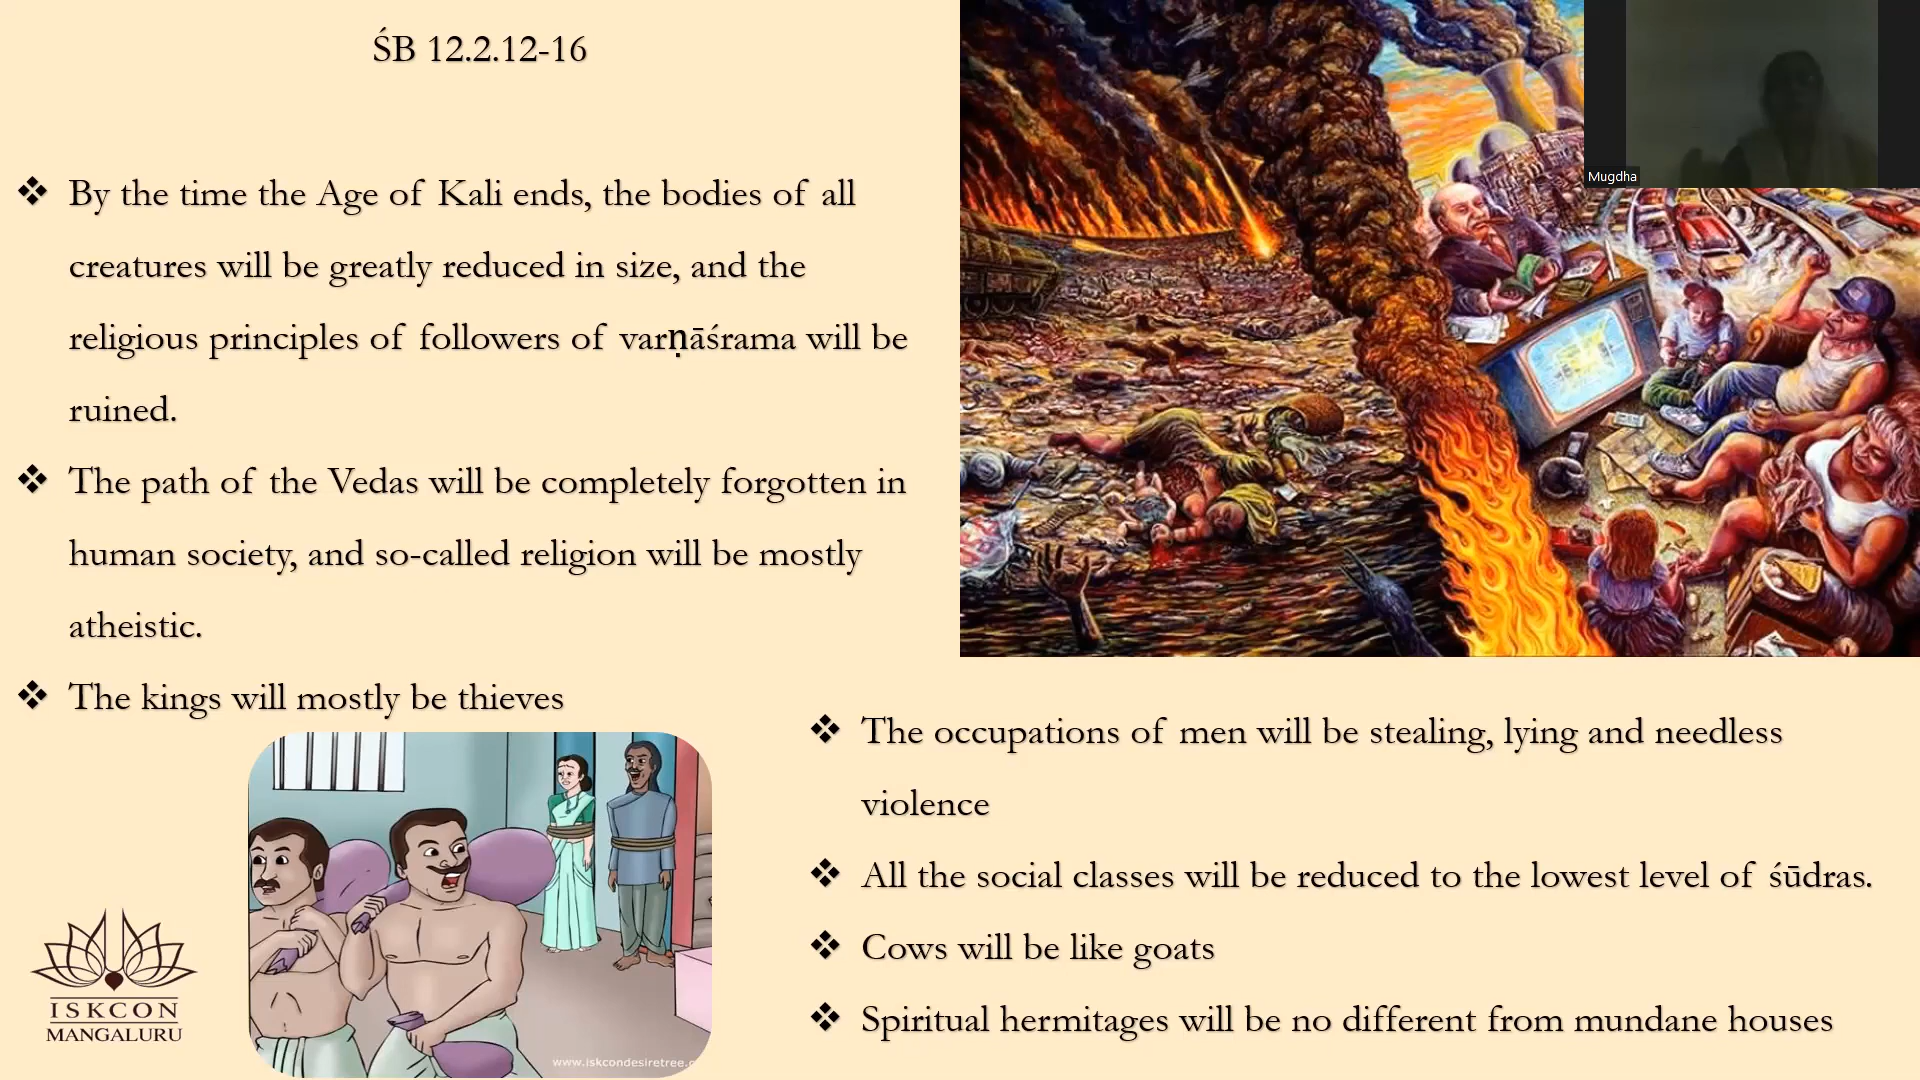 ŚB 12.2.12-16
Mugdha
❖ By the time the Age of Kali ends, the bodies of all
creatures will be greatly reduced in size, and the
religious principles of followers of varṇāśrama will be
ruined.
❖ The path of the Vedas will be completely forgotten in
human society, and so-called religion will be mostly
atheistic.
❖ The kings will mostly be thieves
❖ The occupations of men will be stealing, lying and needless
violence
❖ All the social classes will be reduced to the lowest level of śūdras.
❖ Cows will be like goats
❖ Spiritual hermitages will be no different from mundane houses
ISKCON
MANGALURU
www.iskcondesiretree.